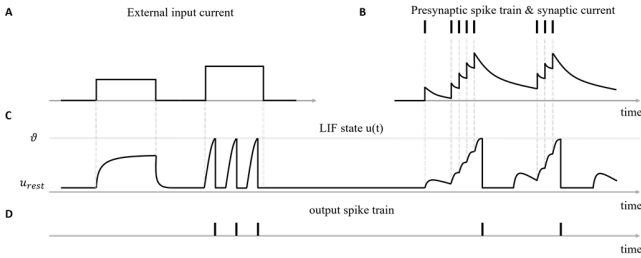 A External input current
B Presynaptic spike train & synaptic current
time
C
ϑ LIF state u(t)
u_rest
time
D output spike train
time